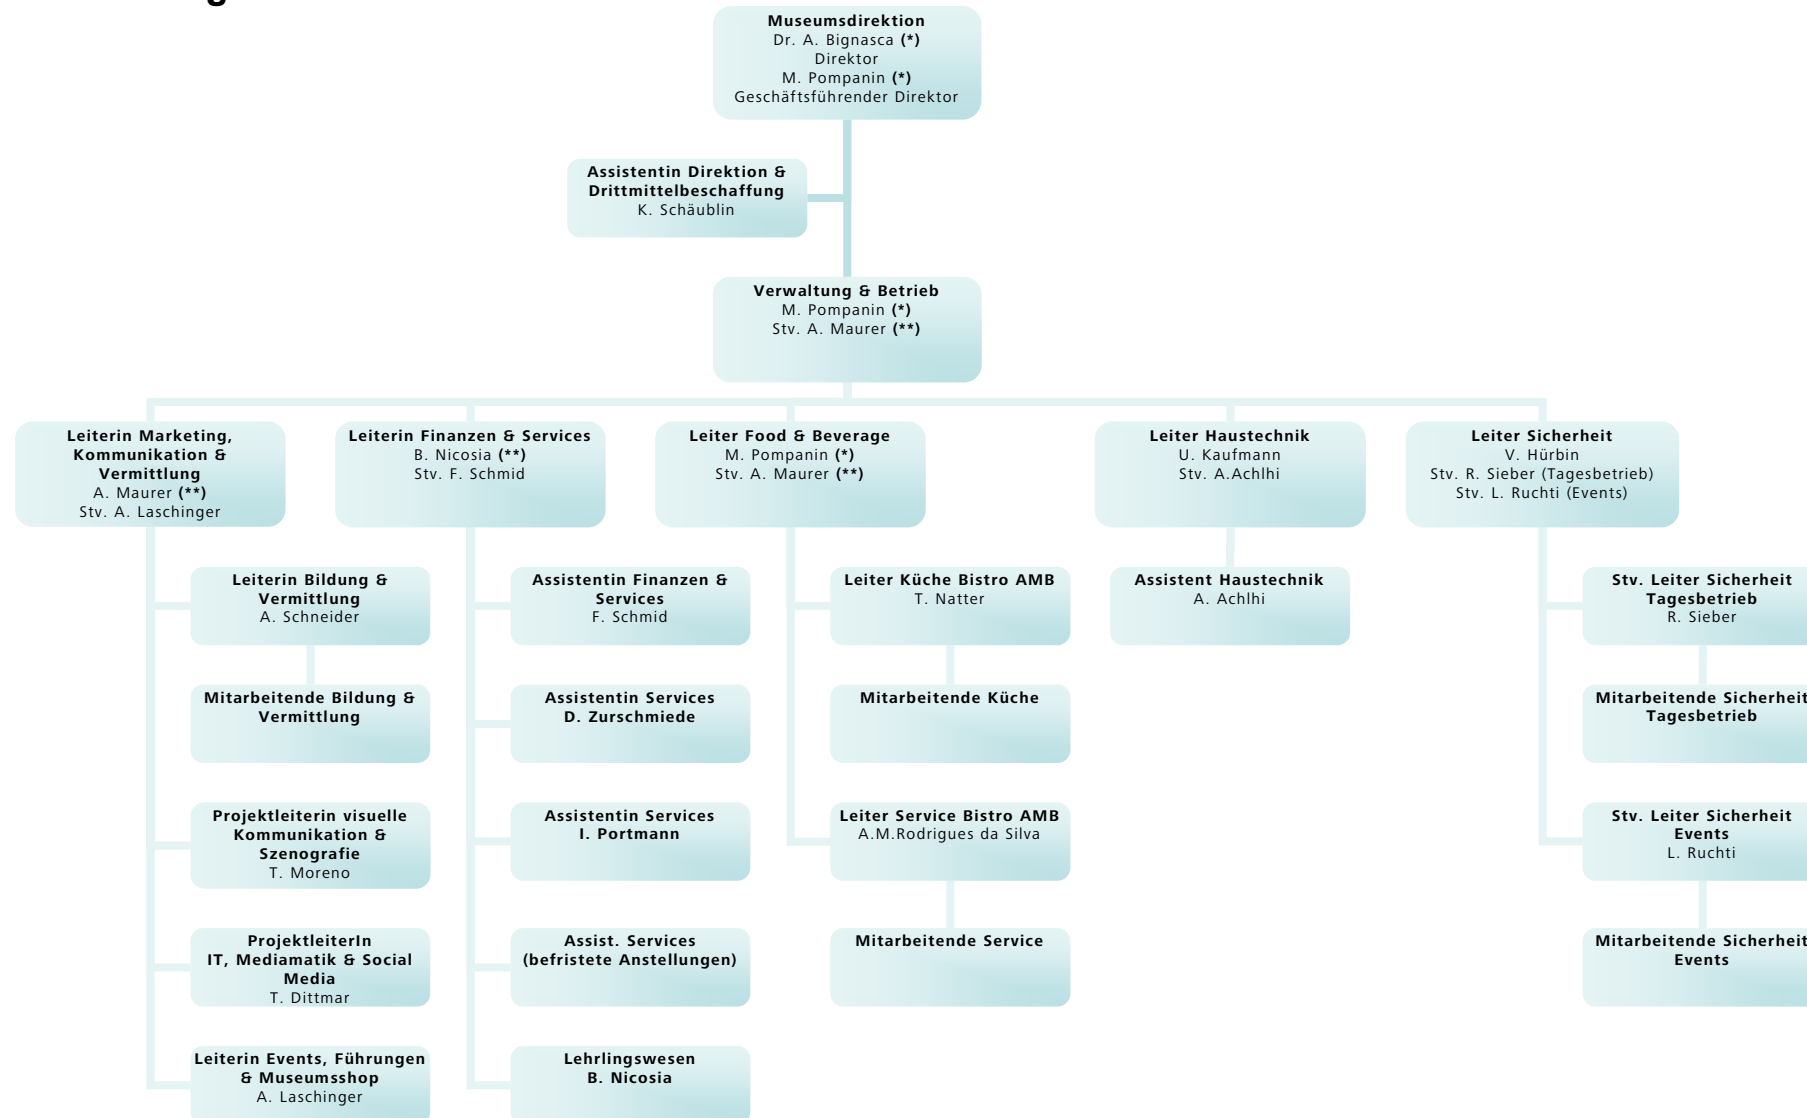 Museumsdirektion
Dr. A. Bignasca (*)
Direktor
M. Pompanin (*)
Geschäftsführender Direktor
Assistentin Direktion &
Drittmittelbeschaffung
K. Schäublin
Verwaltung & Betrieb
M. Pompanin (*)
Stv. A. Maurer (**)
Leiterin Marketing,
Kommunikation &
Vermittlung
A. Maurer (**)
Stv. A. Laschinger
Leiterin Finanzen & Services
B. Nicosia (**)
Stv. F. Schmid
Leiter Food & Beverage
M. Pompanin (*)
Stv. A. Maurer (**)
Leiter Haustechnik
U. Kaufmann
Stv. A.Achlhi
Leiter Sicherheit
V. Hürbin
Stv. R. Sieber (Tagesbetrieb)
Stv. L. Ruchti (Events)
Leiterin Bildung &
Vermittlung
A. Schneider
Assistentin Finanzen &
Services
F. Schmid
Leiter Küche Bistro AMB
T. Natter
Assistent Haustechnik
A. Achlhi
Stv. Leiter Sicherheit
Tagesbetrieb
R. Sieber
Mitarbeitende Bildung &
Vermittlung
Assistentin Services
D. Zurschmiede
Mitarbeitende Küche
Mitarbeitende Sicherheit
Tagesbetrieb
Projektleiterin visuelle
Kommunikation &
Szenografie
T. Moreno
Assistentin Services
I. Portmann
Leiter Service Bistro AMB
A.M.Rodrigues da Silva
Stv. Leiter Sicherheit
Events
L. Ruchti
ProjektleiterIn
IT, Mediamatik & Social
Media
T. Dittmar
Assist. Services
(befristete Anstellungen)
Mitarbeitende Service
Mitarbeitende Sicherheit
Events
Leiterin Events, Führungen
& Museumsshop
A. Laschinger
Lehrlingswesen
B. Nicosia